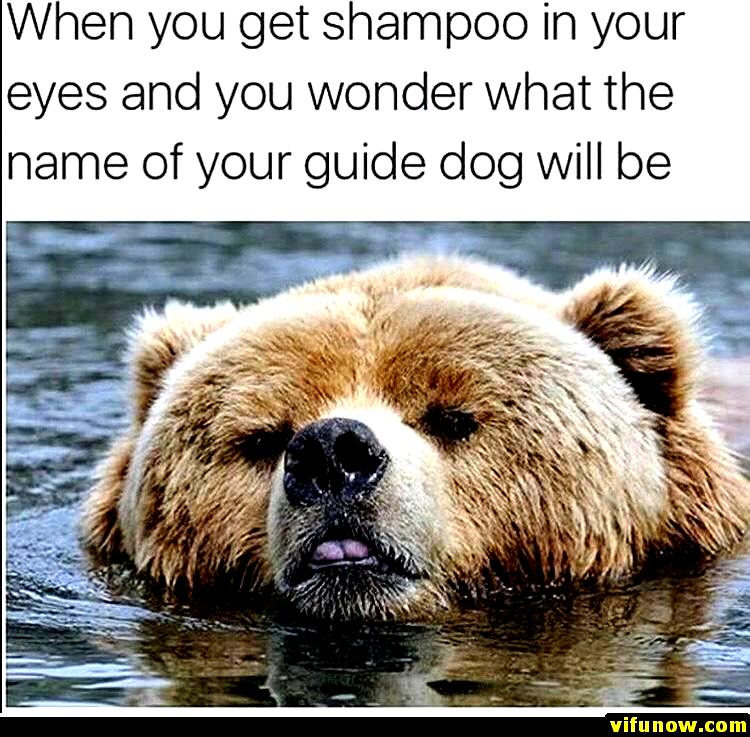 When you get shampoo in your
eyes and you wonder what the
name of your guide dog will be
vifunow.com